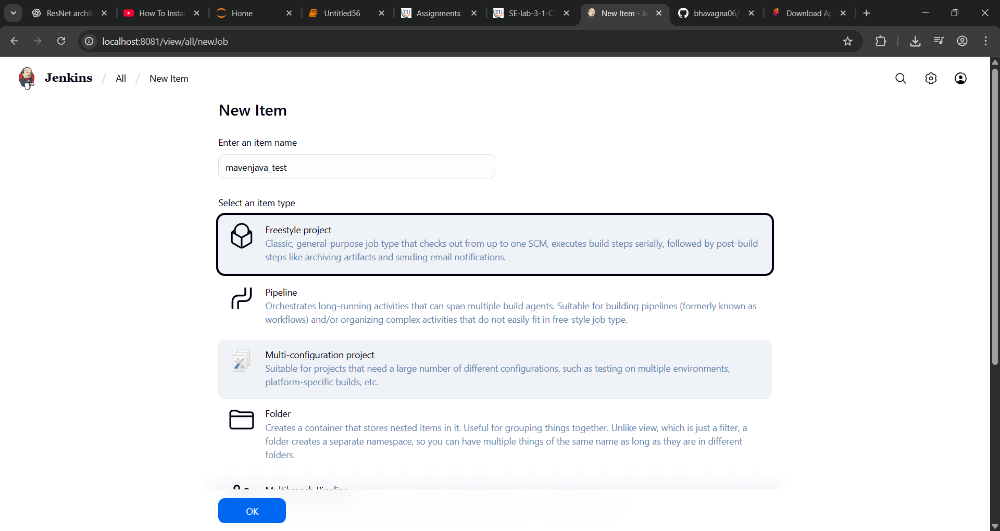 ResNet archit
How To Insta
Home
Untitled56
Assignments
SE-lab-3-1-CS
New Item - Je
bhavagna06/
Download Ap
localhost:8081/view/all/newJob
Jenkins / All / New Item
New Item
Enter an item name
mavenjava_test
Select an item type
Freestyle project
Classic, general-purpose job type that checks out from up to one SCM, executes build steps serially, followed by post-build
steps like archiving artifacts and sending email notifications.
Pipeline
Orchestrates long-running activities that can span multiple build agents. Suitable for building pipelines (formerly known as
workflows) and/or organizing complex activities that do not easily fit in free-style job type.
Multi-configuration project
Suitable for projects that need a large number of different configurations, such as testing on multiple environments,
platform-specific builds, etc.
Folder
Creates a container that stores nested items in it. Useful for grouping things together. Unlike view, which is just a filter, a
folder creates a separate namespace, so you can have multiple things of the same name as long as they are in different
folders.
Multibranch Pipeline
OK